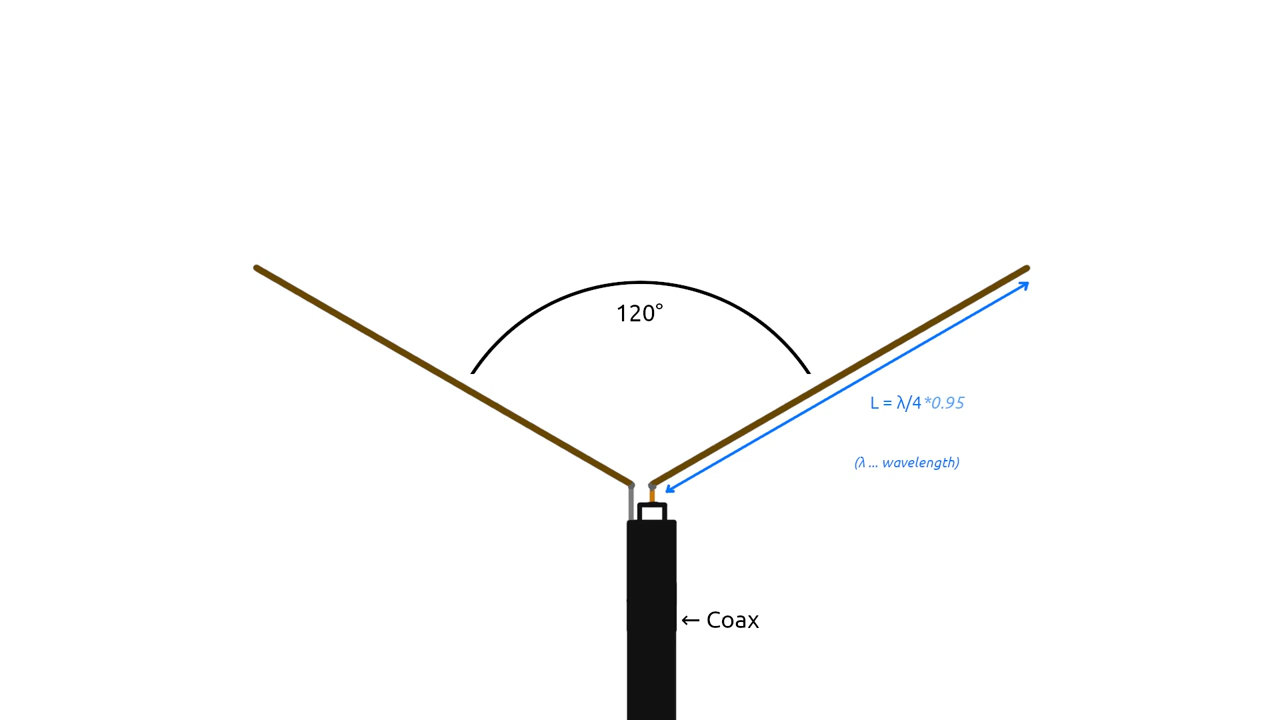 120°
L = λ/4*0.95
(λ ... wavelength)
← Coax